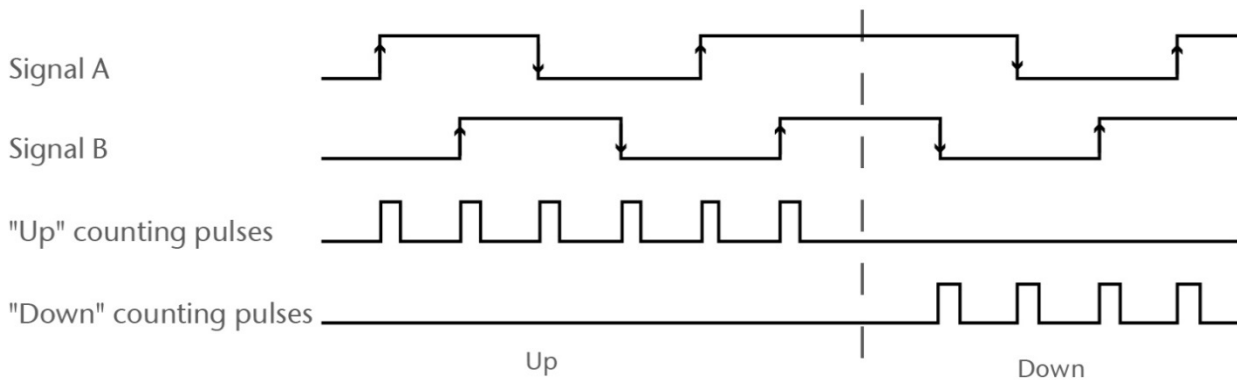 Signal A
Signal B
"Up" counting pulses
"Down" counting pulses
Up
Down